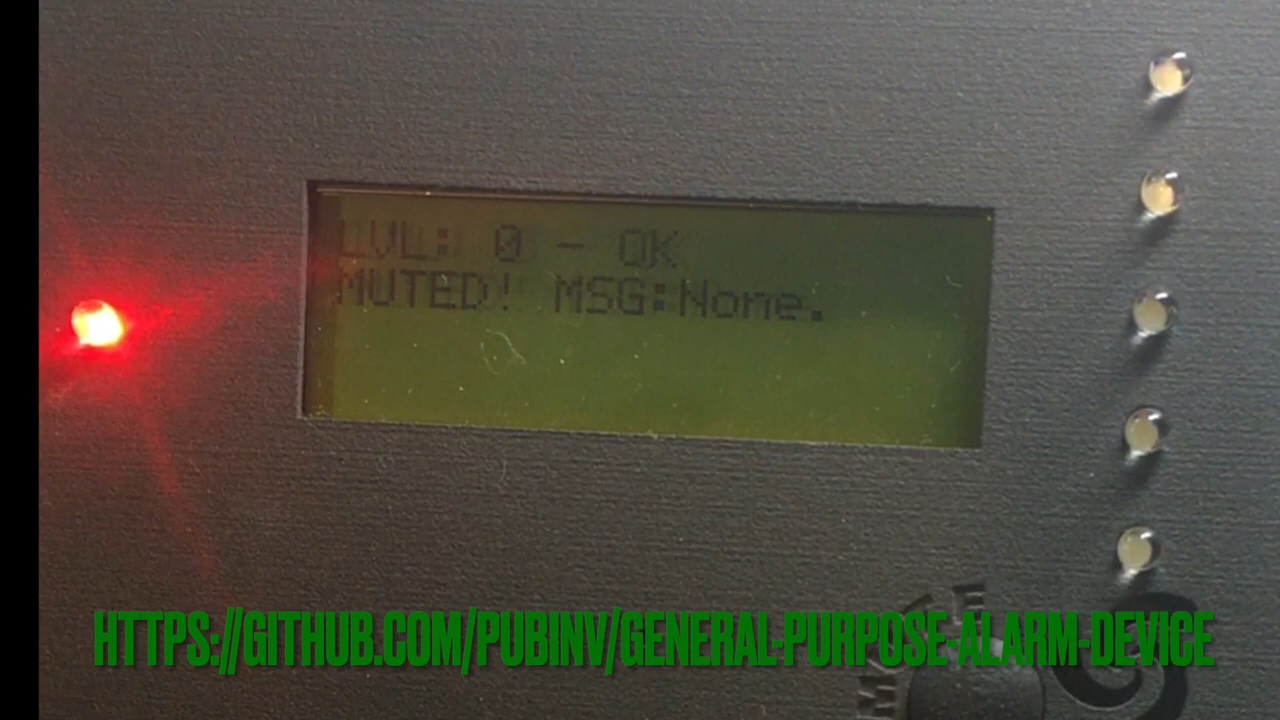 LVL: 0 - OK
MUTED! MSG:None.
HTTPS://GITHUB.COM/PUBINV/GENERAL-PURPOSE-ALARM-DEVICE